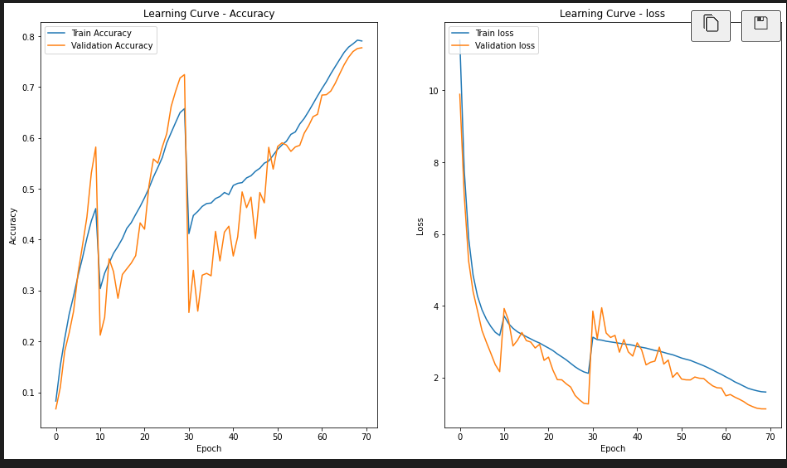 Learning Curve - Accuracy
Train Accuracy
Validation Accuracy
0.8
0.7
0.6
0.5
0.4
0.3
0.2
0.1
Accuracy
0 10 20 30 40 50 60 70
Epoch
Learning Curve - loss
Train loss
Validation loss
10
8
6
4
2
Loss
0 10 20 30 40 50 60 70
Epoch